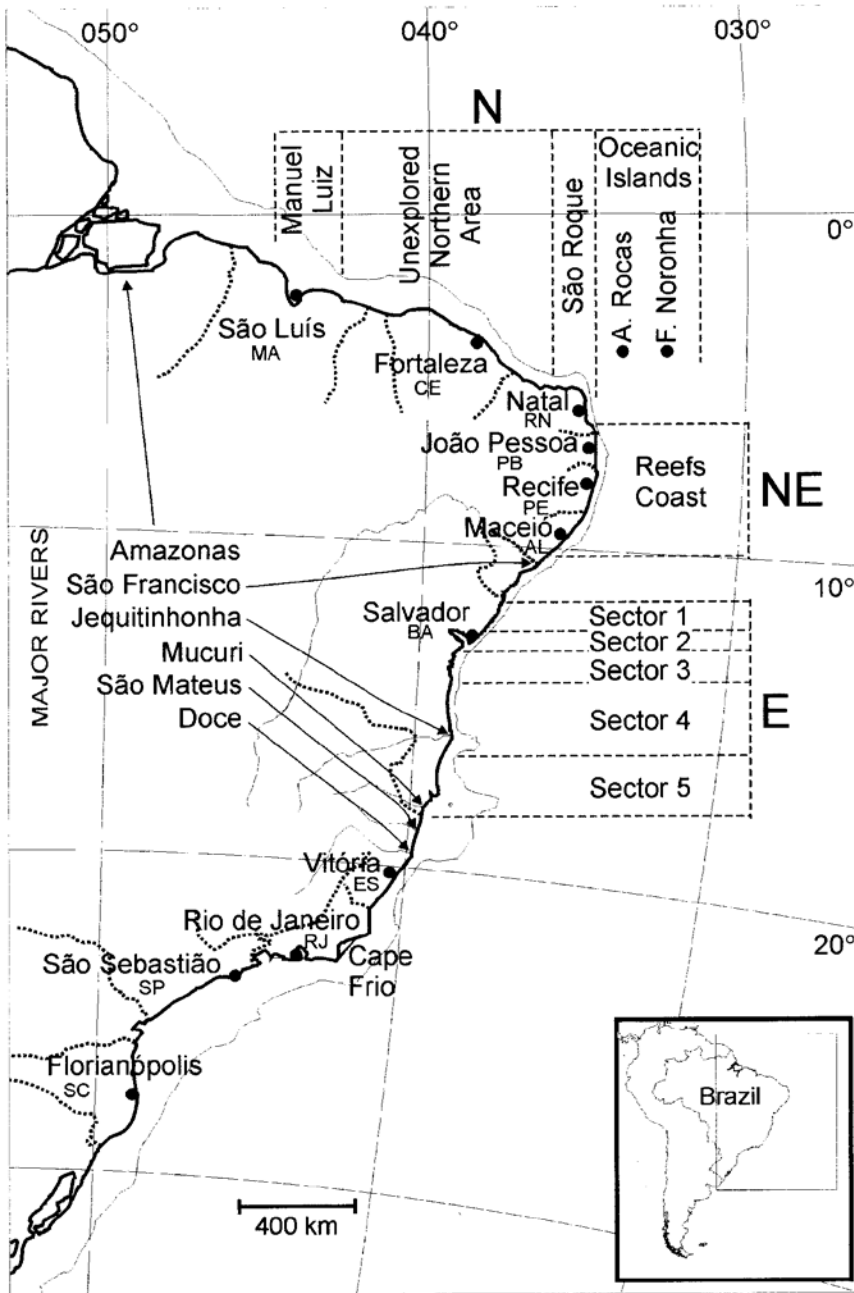 050°
040°
030°
N
Manuel
Luiz
Unexplored
Northern
Area
São Roque
Oceanic
Islands
A. Rocas
F. Noronha
0°
São Luís
MA
Fortaleza
CE
Natal
RN
João Pessoa
PB
Recife
PE
Maceió
AL
Reefs
Coast
NE
MAJOR RIVERS
Amazonas
São Francisco
Jequitinhonha
Mucuri
São Mateus
Doce
10°
Salvador
BA
Sector 1
Sector 2
Sector 3
Sector 4
Sector 5
E
Vitória
ES
Rio de Janeiro
RJ
São Sebastião
SP
Cape
Frio
20°
Florianópolis
SC
400 km
Brazil